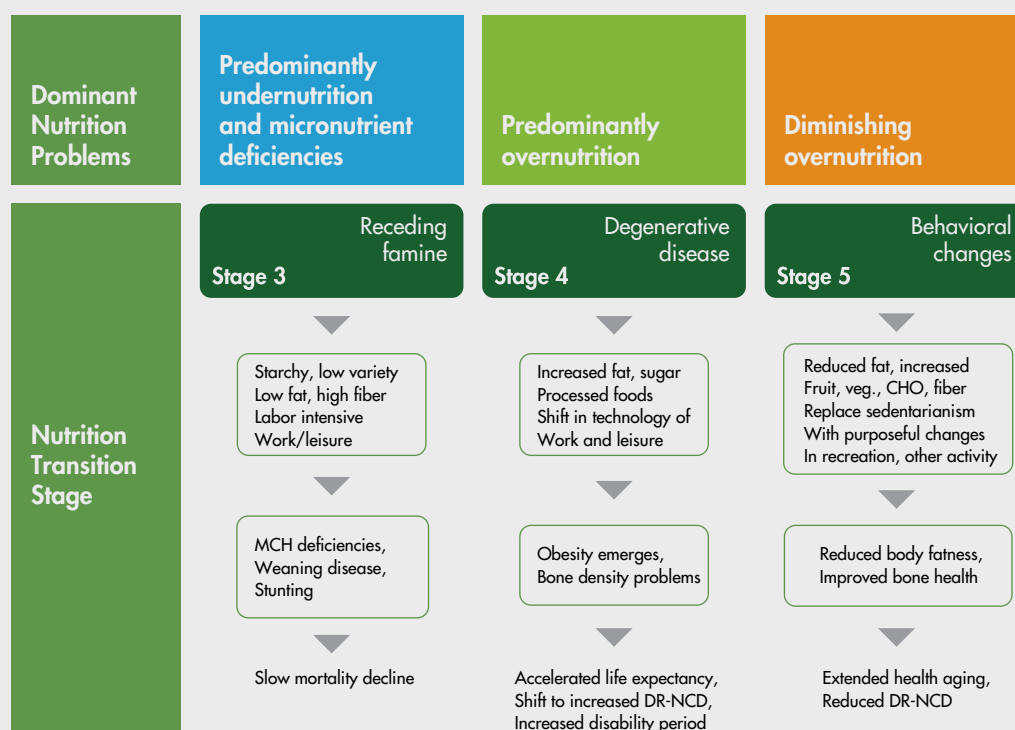 Dominant
Nutrition
Problems
Predominantly
undernutrition
and micronutrient
deficiencies
Predominantly
overnutrition
Diminishing
overnutrition
Nutrition
Transition
Stage
Receding
famine
Stage 3
Starchy, low variety
Low fat, high fiber
Labor intensive
Work/leisure
MCH deficiencies,
Weaning disease,
Stunting
Slow mortality decline
Degenerative
disease
Stage 4
Increased fat, sugar
Processed foods
Shift in technology of
Work and leisure
Obesity emerges,
Bone density problems
Accelerated life expectancy,
Shift to increased DR-NCD,
Increased disability period
Behavioral
changes
Stage 5
Reduced fat, increased
Fruit, veg., CHO, fiber
Replace sedentarianism
With purposeful changes
In recreation, other activity
Reduced body fatness,
Improved bone health
Extended health aging,
Reduced DR-NCD